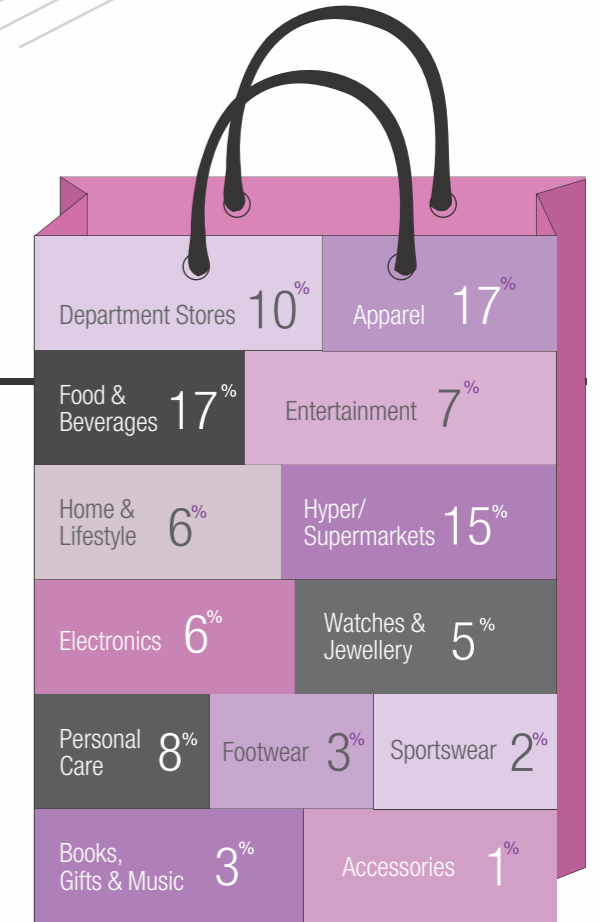 Department Stores 10%
Apparel 17%
Food &
Beverages 17%
Entertainment 7%
Home &
Lifestyle 6%
Hyper/
Supermarkets 15%
Electronics 6%
Watches &
Jewellery 5%
Personal
Care 8%
Footwear 3%
Sportswear 2%
Books,
Gifts & Music 3%
Accessories 1%